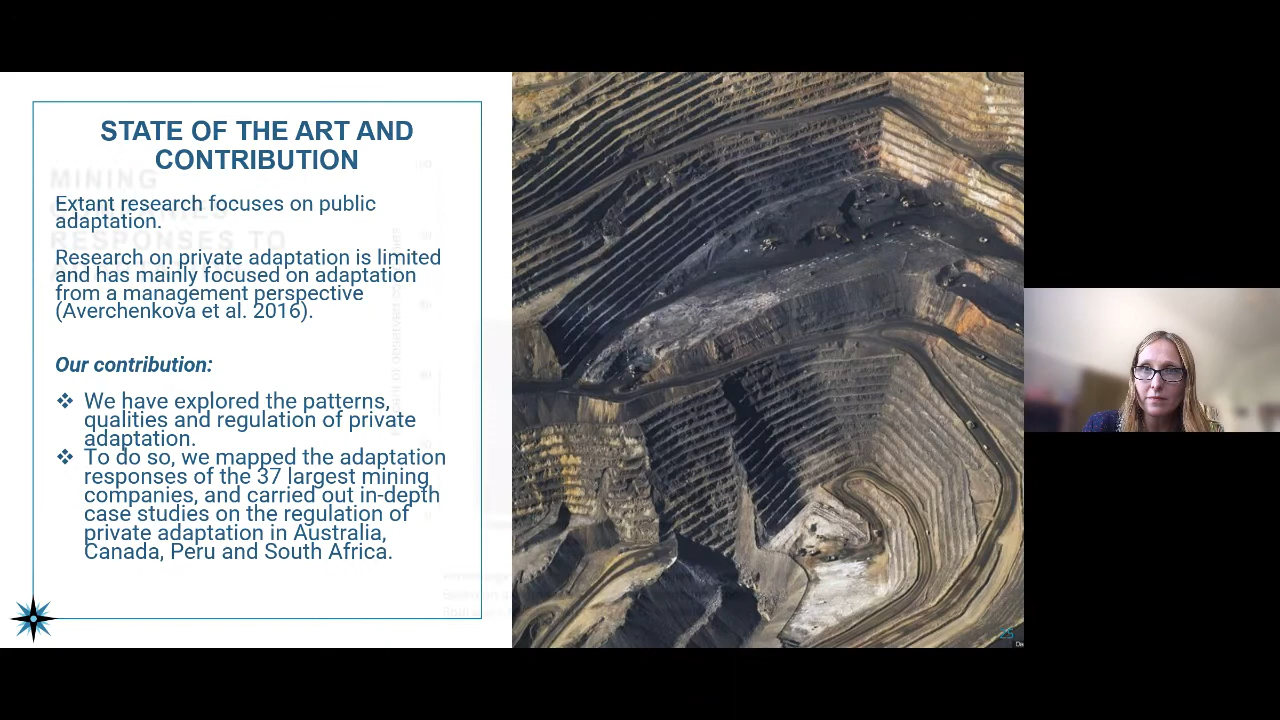 STATE OF THE ART AND
CONTRIBUTION
Extant research focuses on public
adaptation.
Research on private adaptation is limited
and has mainly focused on adaptation
from a management perspective
(Averchenkova et al. 2016).
Our contribution:
❖ We have explored the patterns,
qualities and regulation of private
adaptation.
❖ To do so, we mapped the adaptation
responses of the 37 largest mining
companies, and carried out in-depth
case studies on the regulation of
private adaptation in Australia,
Canada, Peru and South Africa.
MINING
RESPONSES TO
25